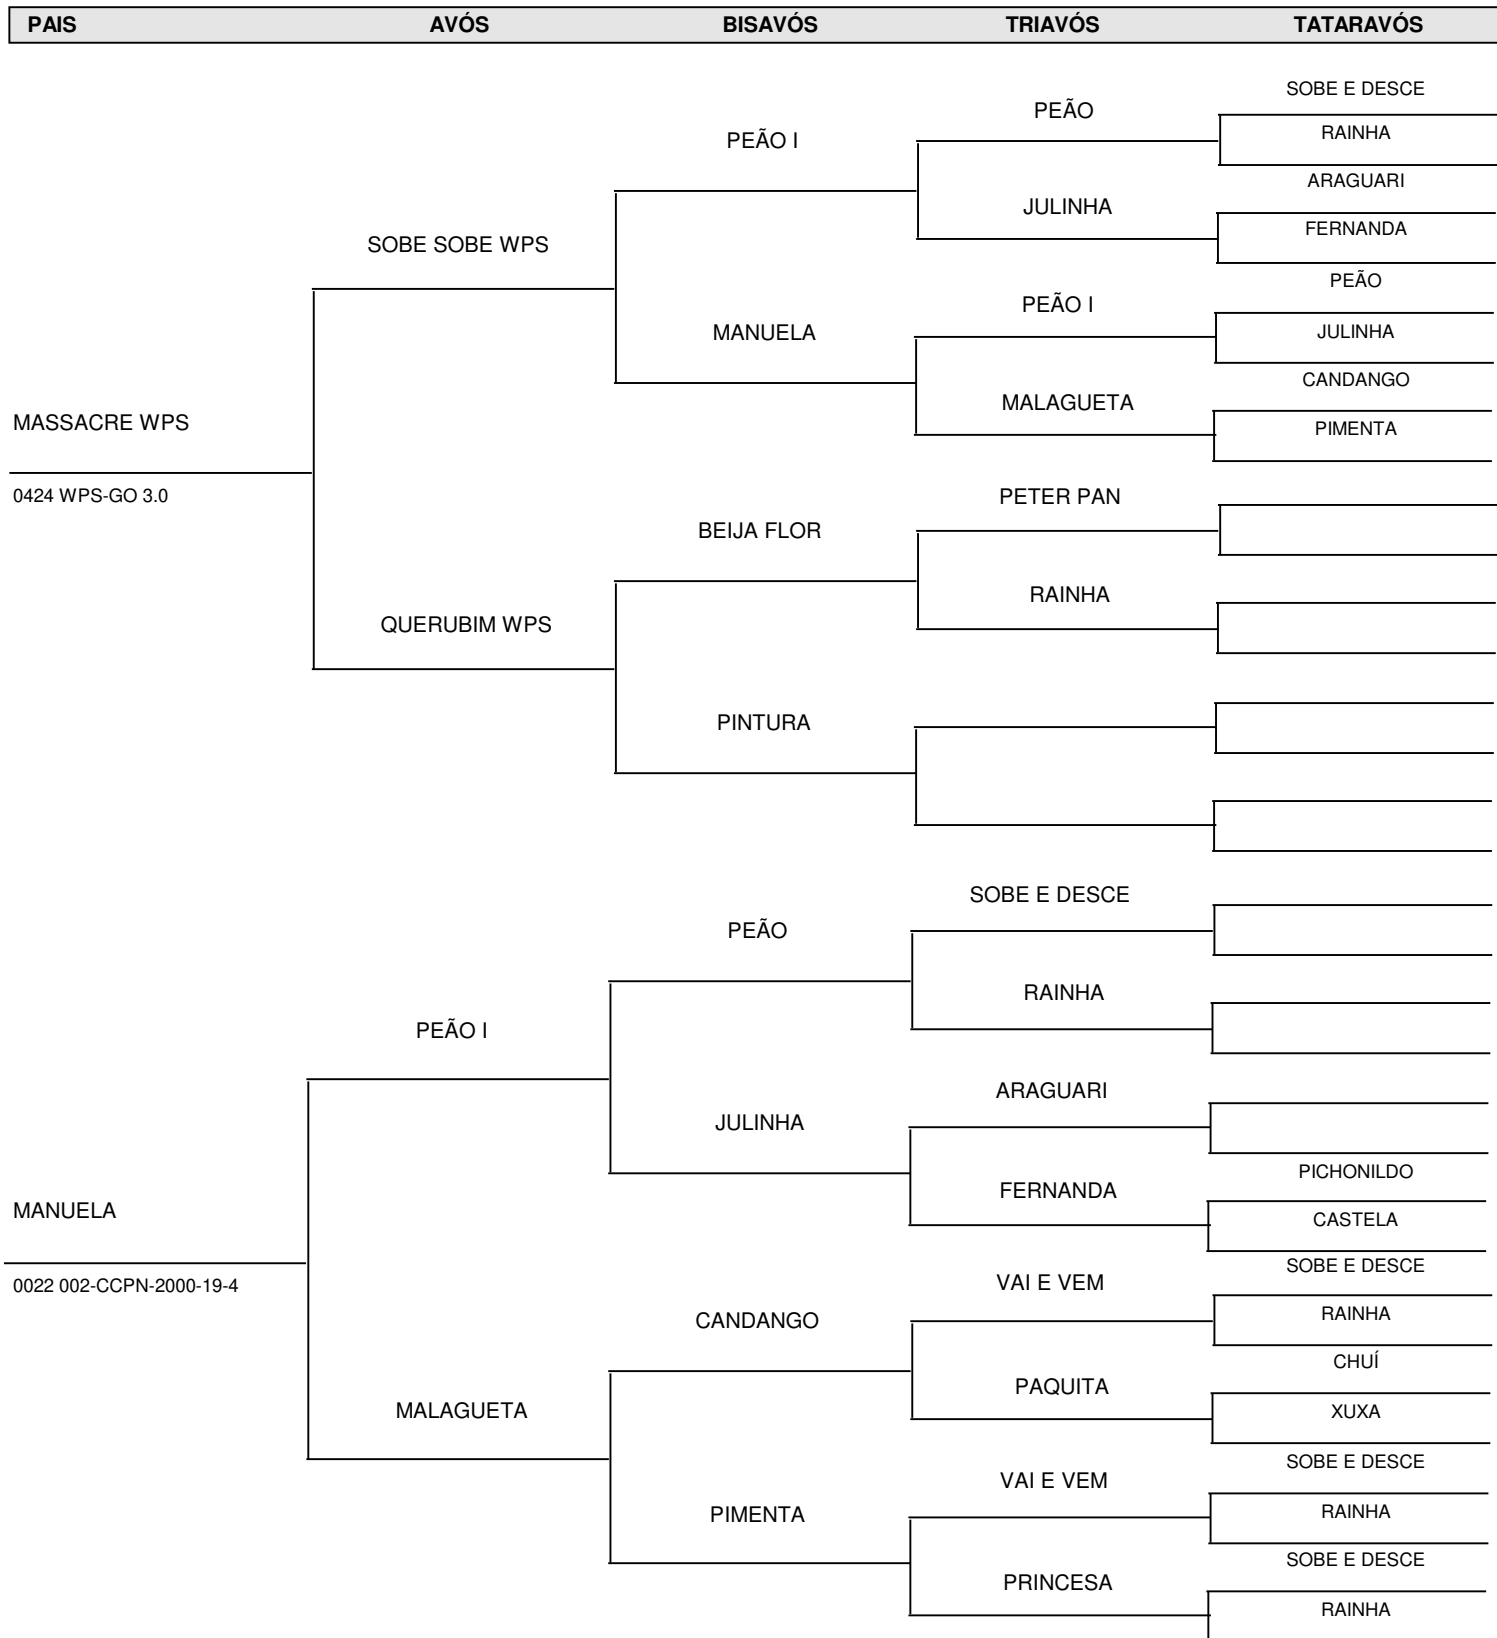 PAIS AVÓS BISAVÓS TRIAVÓS TATARAVÓS
SOBE E DESCE
PEÃO
RAINHA
PEÃO I
ARAGUARI
JULINHA
FERNANDA
SOBE SOBE WPS
PEÃO
PEÃO I
MANUELA
JULINHA
CANDANGO
MALAGUETA
MASSACRE WPS
PIMENTA
0424 WPS-GO 3.0
PETER PAN
BEIJA FLOR
RAINHA
QUERUBIM WPS
PINTURA
SOBE E DESCE
PEÃO
RAINHA
PEÃO I
ARAGUARI
JULINHA
PICHONILDO
FERNANDA
MANUELA
CASTELA
SOBE E DESCE
0022 002-CCPN-2000-19-4
VAI E VEM
CANDANGO
RAINHA
CHUÍ
PAQUITA
MALAGUETA
XUXA
SOBE E DESCE
VAI E VEM
PIMENTA
RAINHA
SOBE E DESCE
PRINCESA
RAINHA